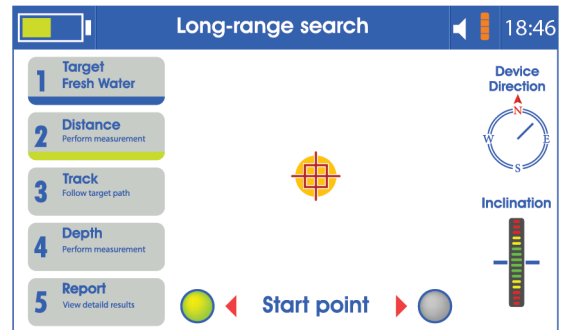 Long-range search
18:46
1
Target
Fresh Water
2
Distance
Perform measurement
3
Track
Follow target path
4
Depth
Perform measurement
5
Report
View detaild results
Start point
Device
Direction
N
W
E
S
Inclination